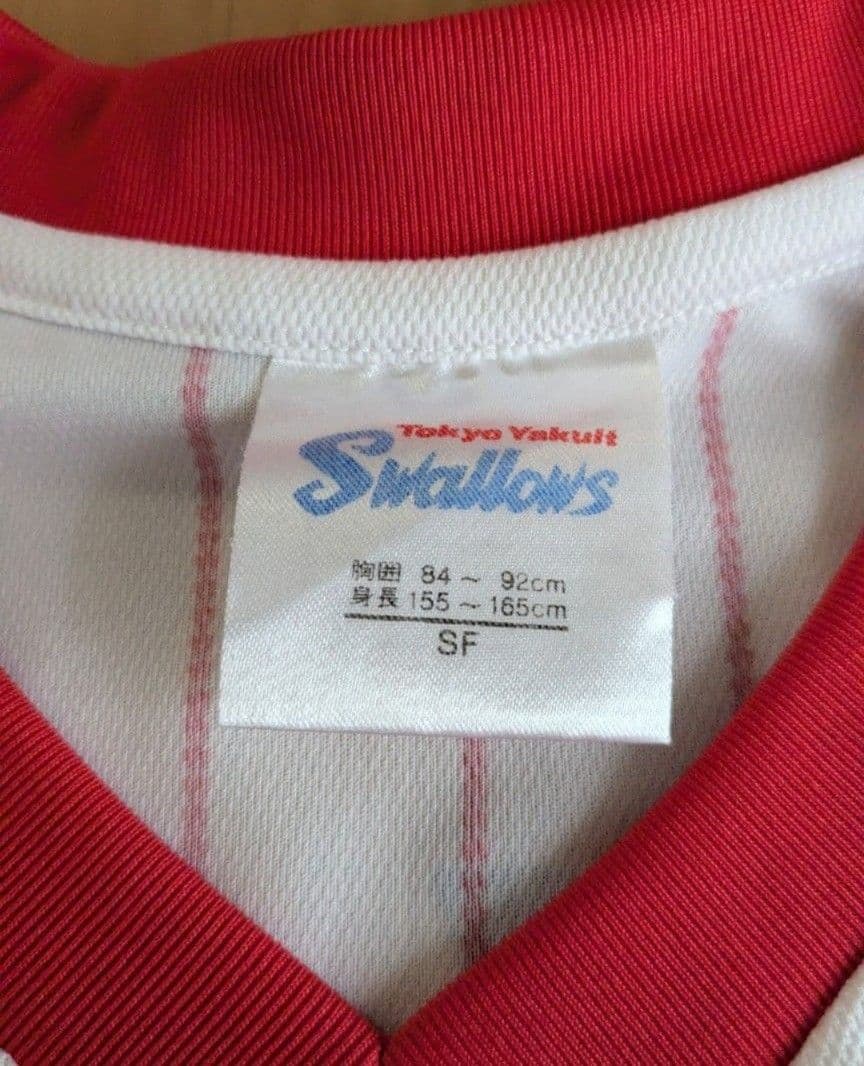 Tokyo Yakult
Swallows
胸囲 84 ~ 92cm
身長 155 ~ 165cm
SF